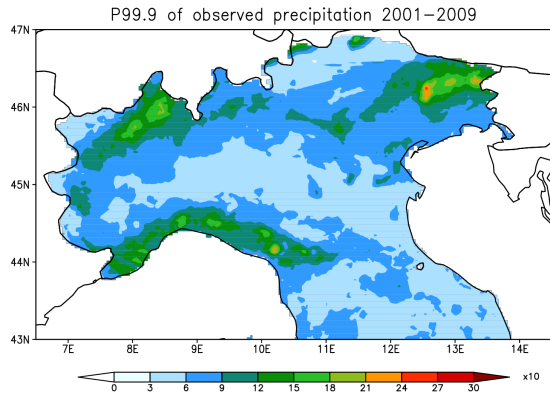 P99.9 of observed precipitation 2001−2009
47N
46N
45N
44N
43N
7E 8E 9E 10E 11E 12E 13E 14E
x10
0 3 6 9 12 15 18 21 24 27 30